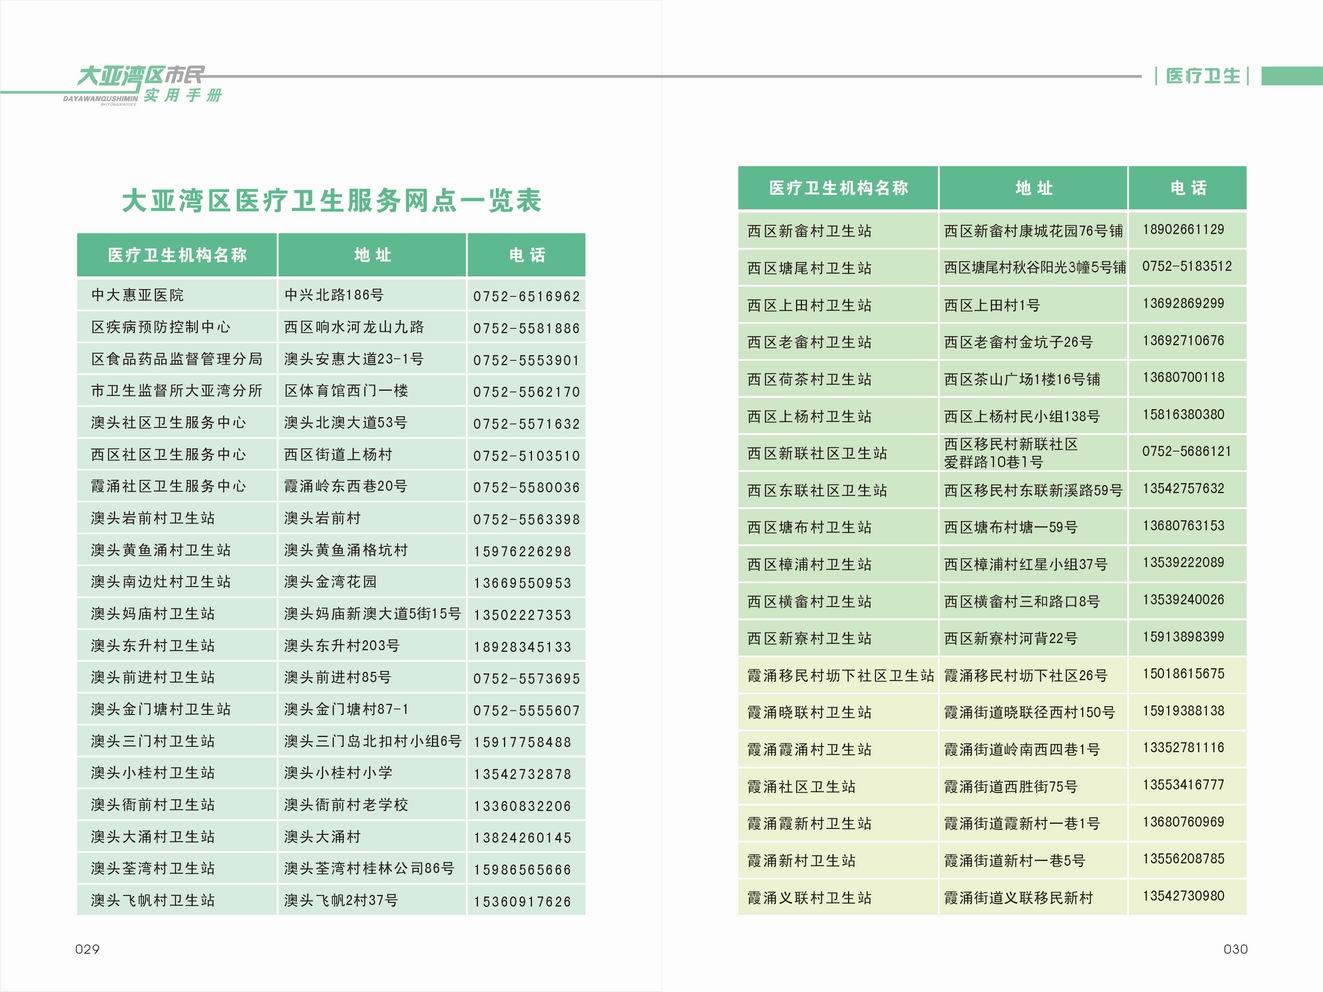 大亚湾区市民
DAYAWANQUSHIMIN
实用手册
医疗卫生
大亚湾区医疗卫生服务网点一览表
医疗卫生机构名称 地址 电话
中大惠亚医院 中兴北路186号 0752-6516962
区疾病预防控制中心 西区响水河龙山九路 0752-5581886
区食品药品监督管理分局 澳头安惠大道23-1号 0752-5553901
市卫生监督所大亚湾分所 区体育馆西门一楼 0752-5562170
澳头社区卫生服务中心 澳头北澳大道53号 0752-5571632
西区社区卫生服务中心 西区街道上杨村 0752-5103510
霞涌社区卫生服务中心 霞涌岭东西巷20号 0752-5580036
澳头岩前村卫生站 澳头岩前村 0752-5563398
澳头黄鱼涌村卫生站 澳头黄鱼涌格坑村 15976226298
澳头南边灶村卫生站 澳头金湾花园 13669550953
澳头妈庙村卫生站 澳头妈庙新澳大道5街15号 13502227353
澳头东升村卫生站 澳头东升村203号 18928345133
澳头前进村卫生站 澳头前进村85号 0752-5573695
澳头金门塘村卫生站 澳头金门塘村87-1 0752-5555607
澳头三门村卫生站 澳头三门岛北扣村小组6号 15917758488
澳头小桂村卫生站 澳头小桂村小学 13542732878
澳头衙前村卫生站 澳头衙前村老学校 13360832206
澳头大涌村卫生站 澳头大涌村 13824260145
澳头荃湾村卫生站 澳头荃湾村桂林公司86号 15986565666
澳头飞帆村卫生站 澳头飞帆2村37号 15360917626
029
医疗卫生机构名称 地址 电话
西区新畲村卫生站 西区新畲村康城花园76号铺 18902661129
西区塘尾村卫生站 西区塘尾村秋谷阳光3幢5号铺 0752-5183512
西区上田村卫生站 西区上田村1号 13692869299
西区老畲村卫生站 西区老畲村金坑子26号 13692710676
西区荷茶村卫生站 西区茶山广场1楼16号铺 13680700118
西区上杨村卫生站 西区上杨村民小组138号 15816380380
西区新联社区卫生站 西区移民村新联社区 0752-5686121
爱群路10巷1号
西区东联社区卫生站 西区移民村东联新溪路59号 13542757632
西区塘布村卫生站 西区塘布村塘一59号 13680763153
西区樟浦村卫生站 西区樟浦村红星小组37号 13539222089
西区横畲村卫生站 西区横畲村三和路口8号 13539240026
西区新寮村卫生站 西区新寮村河背22号 15913898399
霞涌移民村坜下社区卫生站 霞涌移民村坜下社区26号 15018615675
霞涌晓联村卫生站 霞涌街道晓联径西村150号 15919388138
霞涌霞涌村卫生站 霞涌街道岭南西四巷1号 13352781116
霞涌社区卫生站 霞涌街道西胜街75号 13553416777
霞涌霞新村卫生站 霞涌街道霞新村一巷1号 13680760969
霞涌新村卫生站 霞涌街道新村一巷5号 13556208785
霞涌义联村卫生站 霞涌街道义联移民新村 13542730980
030